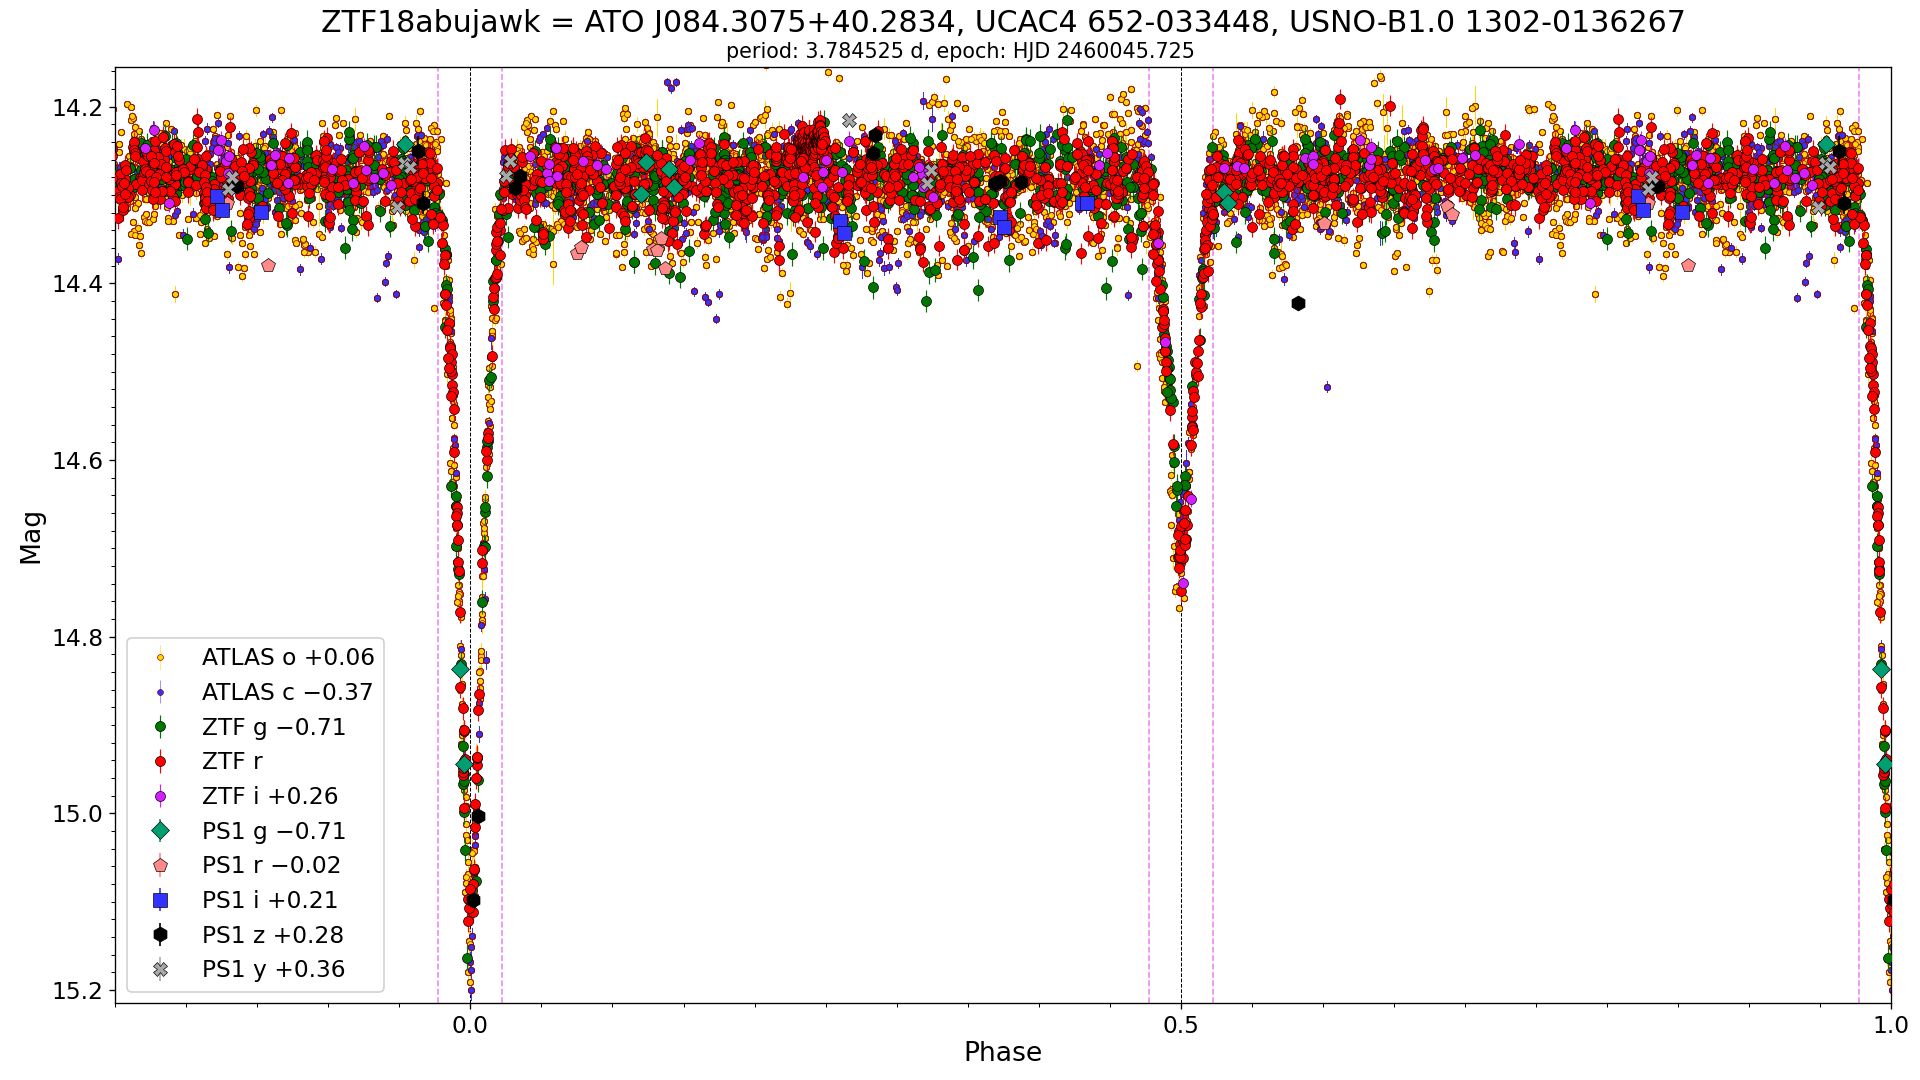 ZTF18abujawk = ATO J084.3075+40.2834, UCAC4 652-033448, USNO-B1.0 1302-0136267
period: 3.784525 d, epoch: HJD 2460045.725
Mag
14.2
14.4
14.6
14.8
15.0
15.2
ATLAS o +0.06
ATLAS c −0.37
ZTF g −0.71
ZTF r
ZTF i +0.26
PS1 g −0.71
PS1 r −0.02
PS1 i +0.21
PS1 z +0.28
PS1 y +0.36
0.0 0.5 1.0
Phase